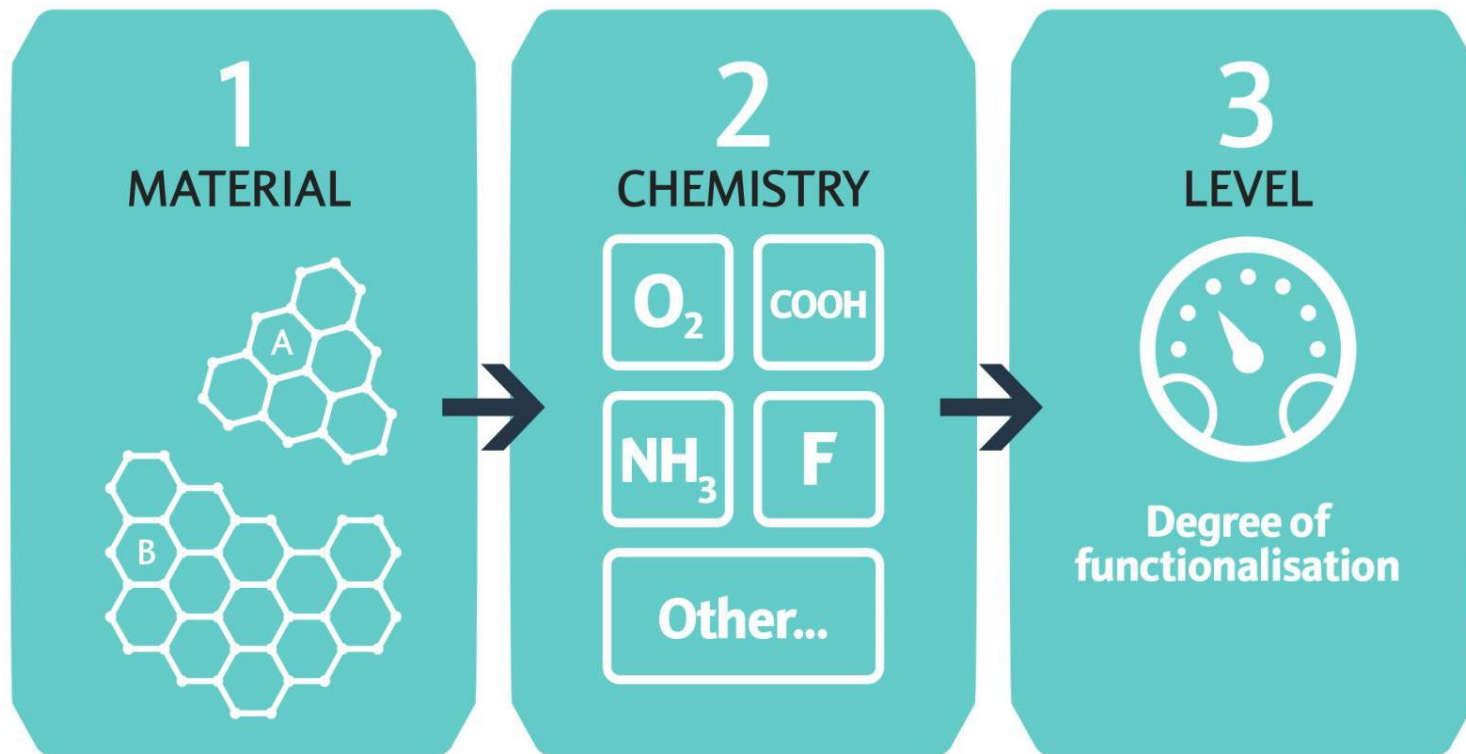 1
MATERIAL
A
B
2
CHEMISTRY
O₂
COOH
NH₃
F
Other...
3
LEVEL
Degree of
functionalisation